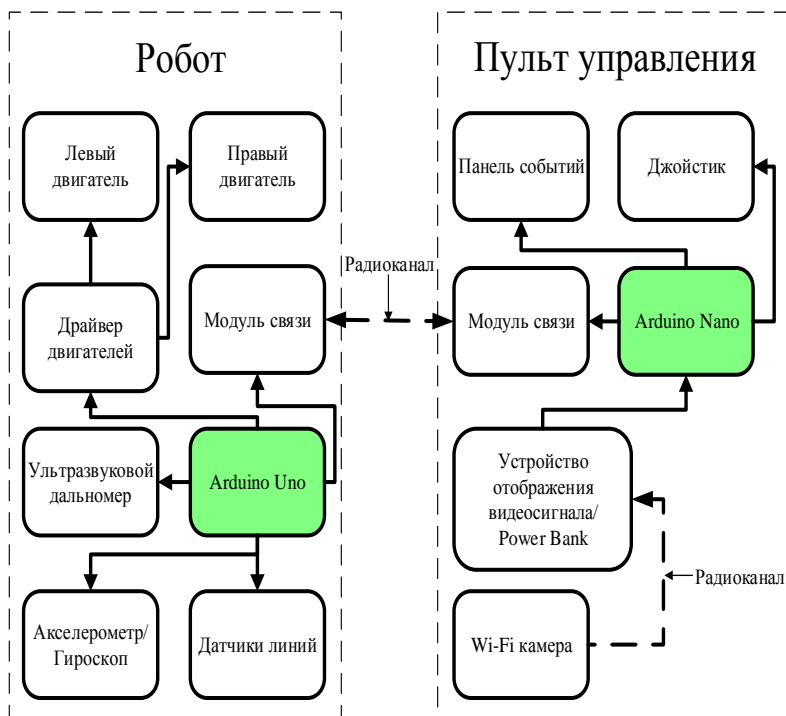 Робот
Левый
двигатель
Правый
двигатель
Драйвер
двигателей
Модуль связи
Ультразвуковой
дальномер
Arduino Uno
Акселерометр/
Гироскоп
Датчики линий
Радиоканал
Пульт управления
Панель событий
Джойстик
Модуль связи
Arduino Nano
Устройство
отображения
видеосигнала/
Power Bank
Радиоканал
Wi-Fi камера